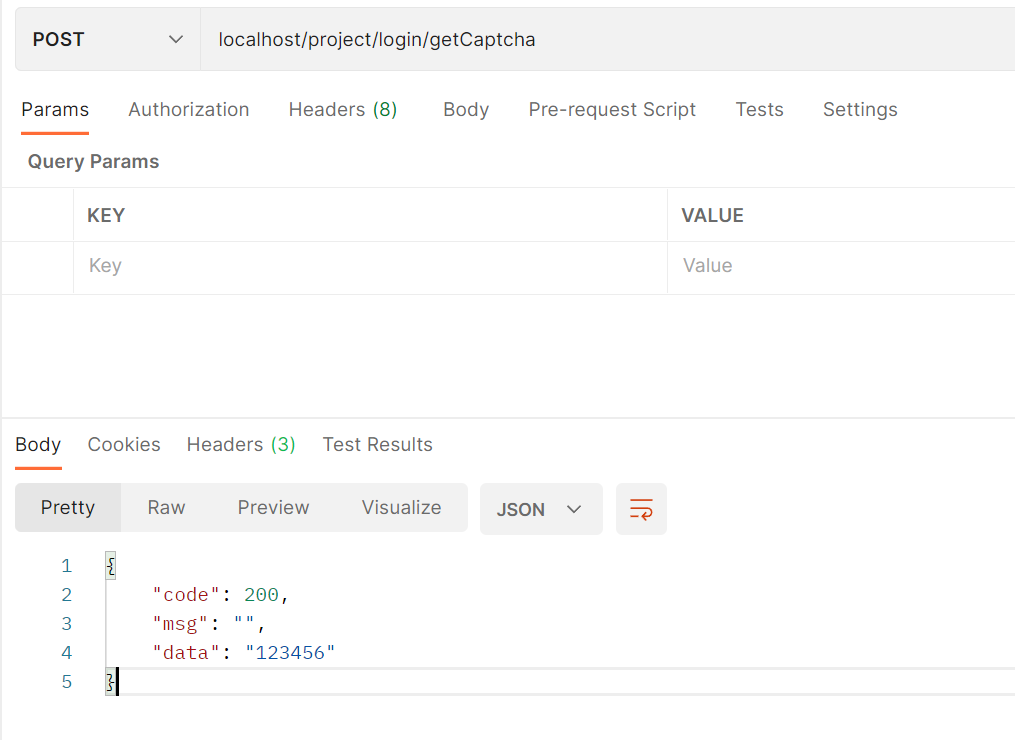 POST localhost/project/login/getCaptcha
Params Authorization Headers (8) Body Pre-request Script Tests Settings
Query Params
KEY VALUE
Key Value
Body Cookies Headers (3) Test Results
Pretty Raw Preview Visualize JSON
1 {
2 "code": 200,
3 "msg": "",
4 "data": "123456"
5 }